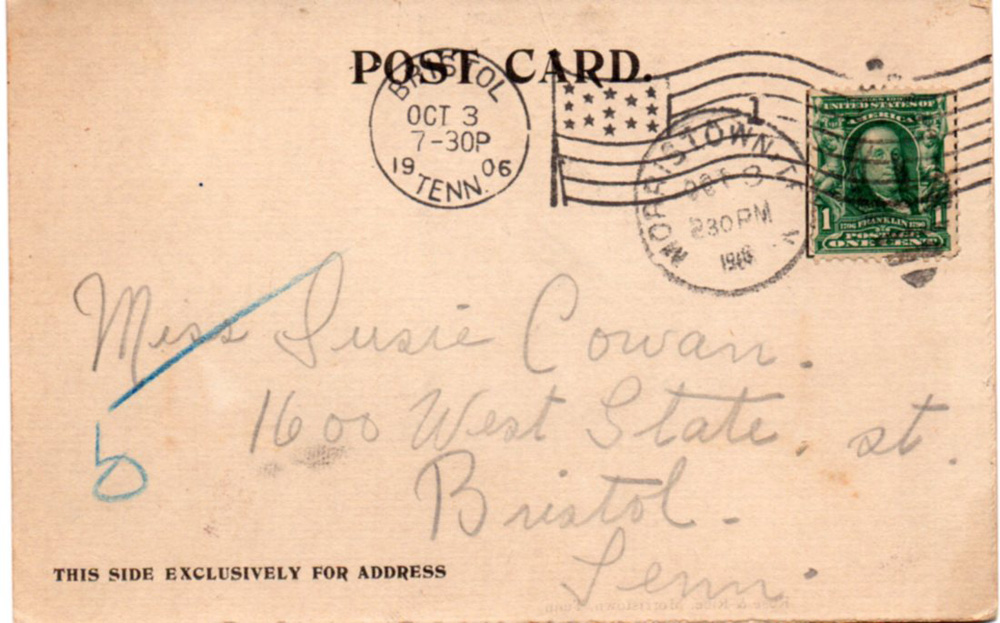 POST CARD.
BRISTOL
OCT 3
7-30P
19 06
TENN.
1
MORRISTOWN, T
OCT 3
230PM
1906
UNITED STATES OF
AMERICA
1 1
FRANKLIN
POSTAGE
ONE CENT
Miss Susie Cowan.
1600 West State. st.
Bristol.
Tenn.
6
THIS SIDE EXCLUSIVELY FOR ADDRESS